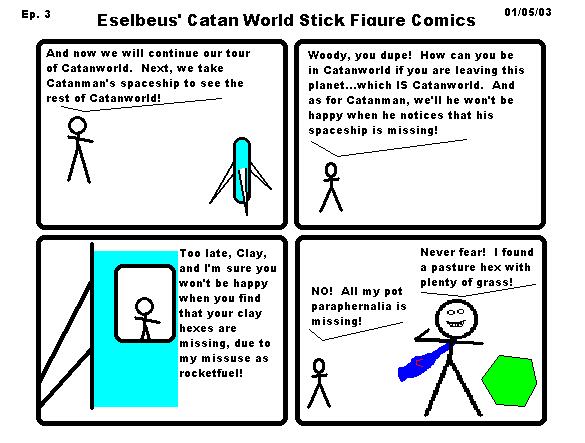 Ep. 3
Eselbeus' Catan World Stick Figure Comics
01/05/03
And now we will continue our tour
of Catanworld. Next, we take
Catanman's spaceship to see the
rest of Catanworld!
Woody, you dupe! How can you be
in Catanworld if you are leaving this
planet...which IS Catanworld. And
as for Catanman, we'll he won't be
happy when he notices that his
spaceship is missing!
Too late, Clay,
and I'm sure you
won't be happy
when you find
that your clay
hexes are
missing, due to
my missuse as
rocketfuel!
NO! All my pot
paraphernalia is
missing!
Never fear! I found
a pasture hex with
plenty of grass!